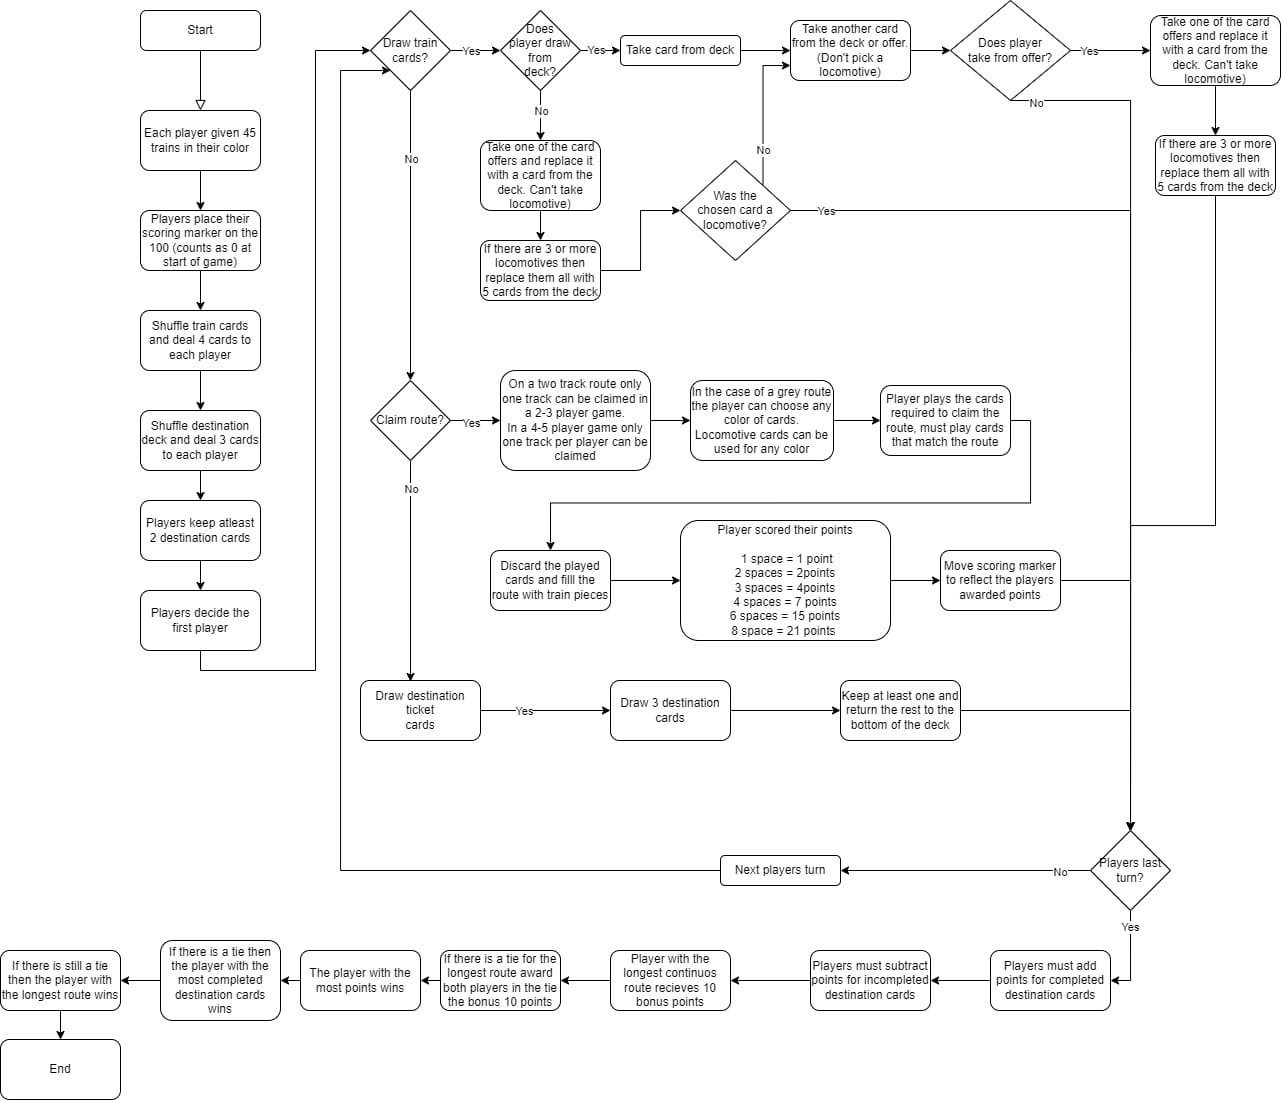 Start
Each player given 45
trains in their color
Players place their
scoring marker on the
100 (counts as 0 at
start of game)
Shuffle train cards
and deal 4 cards to
each player
Shuffle destination
deck and deal 3 cards
to each player
Players keep atleast
2 destination cards
Players decide the
first player
Draw train
cards?
Yes
Does
player draw
from
deck?
Yes
Take card from deck
Take another card
from the deck or offer.
(Don't pick a
locomotive)
Does player
take from offer?
Yes
Take one of the card
offers and replace it
with a card from the
deck. Can't take
locomotive)
No
If there are 3 or more
locomotives then
replace them all with
5 cards from the deck
No
Take one of the card
offers and replace it
with a card from the
deck. Can't take
locomotive)
If there are 3 or more
locomotives then
replace them all with
5 cards from the deck
No
Was the
chosen card a
locomotive?
Yes
No
Claim route?
Yes
On a two track route only
one track can be claimed in
a 2-3 player game.
In a 4-5 player game only
one track per player can be
claimed
In the case of a grey route
the player can choose any
color of cards.
Locomotive cards can be
used for any color
Player plays the cards
required to claim the
route, must play cards
that match the route
No
Discard the played
cards and filll the
route with train pieces
Player scored their points
1 space = 1 point
2 spaces = 2points
3 spaces = 4points
4 spaces = 7 points
6 spaces = 15 points
8 space = 21 points
Move scoring marker
to reflect the players
awarded points
Draw destination
ticket
cards
Yes
Draw 3 destination
cards
Keep at least one and
return the rest to the
bottom of the deck
Players last
turn?
No
Next players turn
Yes
Players must add
points for completed
destination cards
Players must subtract
points for incompleted
destination cards
Player with the
longest continuos
route recieves 10
bonus points
If there is a tie for the
longest route award
both players in the tie
the bonus 10 points
The player with the
most points wins
If there is a tie then
the player with the
most completed
destination cards
wins
If there is still a tie
then the player with
the longest route wins
End